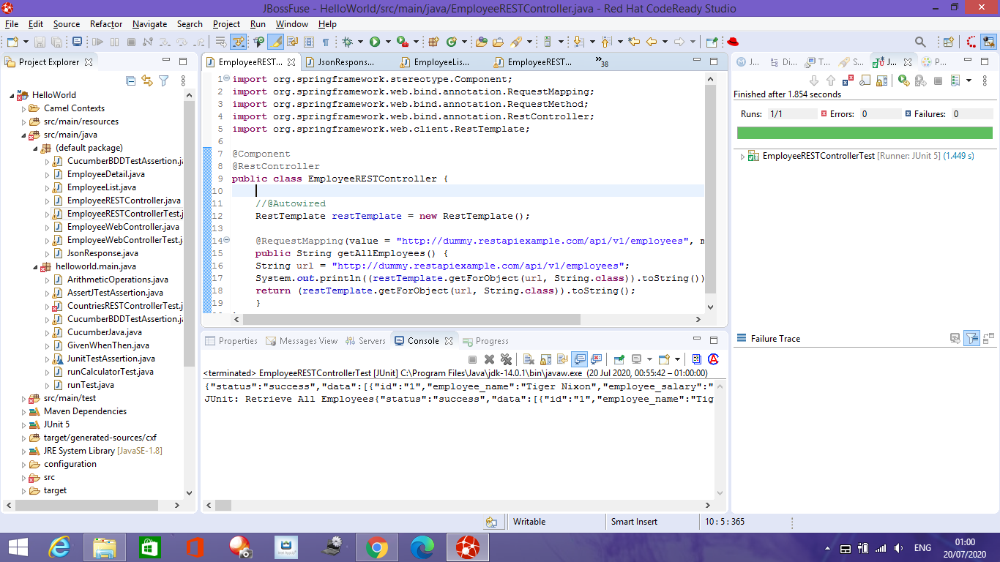 JBossFuse - HelloWorld/src/main/java/EmployeeRESTController.java - Red Hat CodeReady Studio
File Edit Source Refactor Navigate Search Project Run Window Help
Project Explorer
HelloWorld
Camel Contexts
src/main/resources
src/main/java
(default package)
CucumberBDDTestAssertion.ja
EmployeeDetail.java
EmployeeList.java
EmployeeRESTController.java
EmployeeRESTControllerTest.j
EmployeeWebController.java
EmployeeWebControllerTest.j
JsonResponse.java
helloworld.main.java
ArithmeticOperations.java
AssertJTestAssertion.java
CountriesRESTControllerTest.j
CucumberBDDTestAssertion.ja
CucumberJava.java
GivenWhenThen.java
JunitTestAssertion.java
runCalculatorTest.java
runTest.java
src/main/test
Maven Dependencies
JUnit 5
target/generated-sources/cxf
JRE System Library [JavaSE-1.8]
configuration
src
target
EmployeeREST... JsonRespons... EmployeeLis... EmployeeREST... »38
1 import org.springframework.stereotype.Component;
2 import org.springframework.web.bind.annotation.RequestMapping;
3 import org.springframework.web.bind.annotation.RequestMethod;
4 import org.springframework.web.bind.annotation.RestController;
5 import org.springframework.web.client.RestTemplate;
6
7 @Component
8 @RestController
9 public class EmployeeRESTController {
10
11 //@Autowired
12 RestTemplate restTemplate = new RestTemplate();
13
14 @RequestMapping(value = "http://dummy.restapiexample.com/api/v1/employees", m
15 public String getAllEmployees() {
16 String url = "http://dummy.restapiexample.com/api/v1/employees";
17 System.out.println((restTemplate.getForObject(url, String.class)).toString())
18 return (restTemplate.getForObject(url, String.class)).toString();
19 }
Properties Messages View Servers Console Progress
<terminated> EmployeeRESTControllerTest [JUnit] C:\Program Files\Java\jdk-14.0.1\bin\javaw.exe (20 Jul 2020, 00:55:42 – 01:00:00)
{"status":"success","data":[{"id":"1","employee_name":"Tiger Nixon","employee_salary":"
JUnit: Retrieve All Employees{"status":"success","data":[{"id":"1","employee_name":"Tig
M J... Di... T... S... J... P...
Finished after 1.854 seconds
Runs: 1/1 Errors: 0 Failures: 0
EmployeeRESTControllerTest [Runner: JUnit 5] (1.449 s)
Failure Trace
Writable Smart Insert 10 : 5 : 365
ENG 01:00
20/07/2020